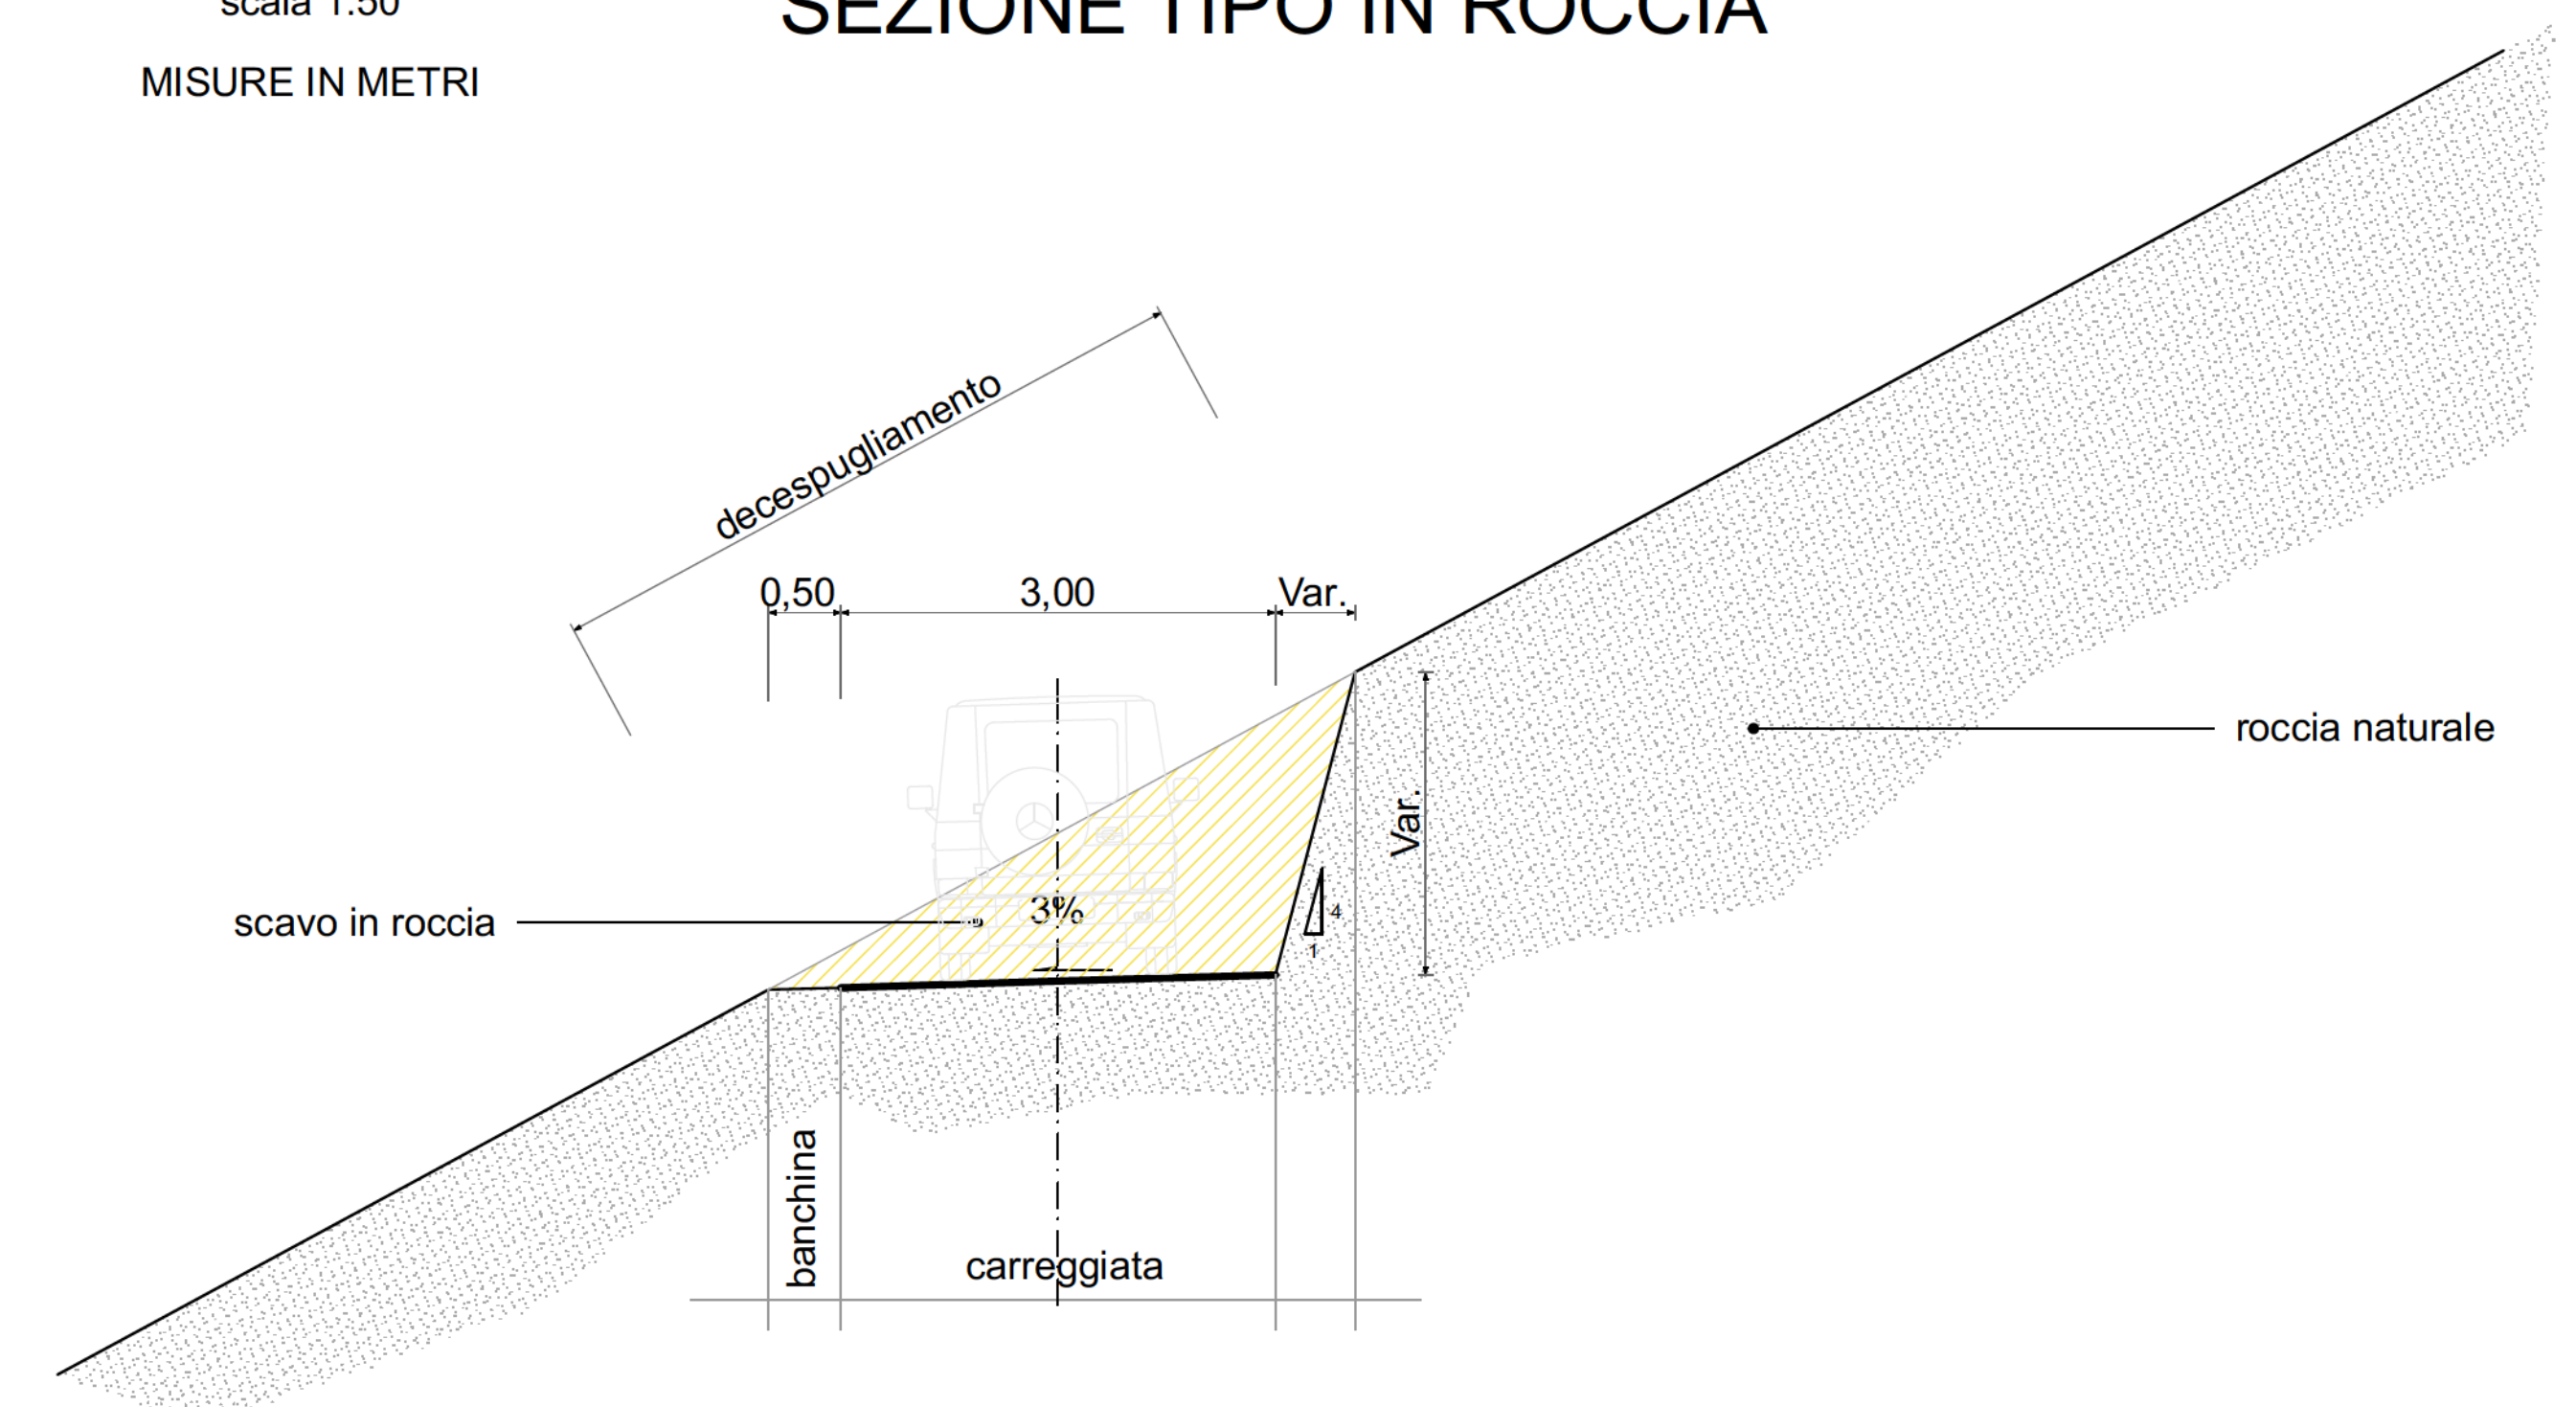 scala 1:50
SEZIONE TIPO IN ROCCIA
MISURE IN METRI
decespugliamento
0,50
3,00
Var.
roccia naturale
Var.
scavo in roccia
3%
4
1
banchina
carreggiata